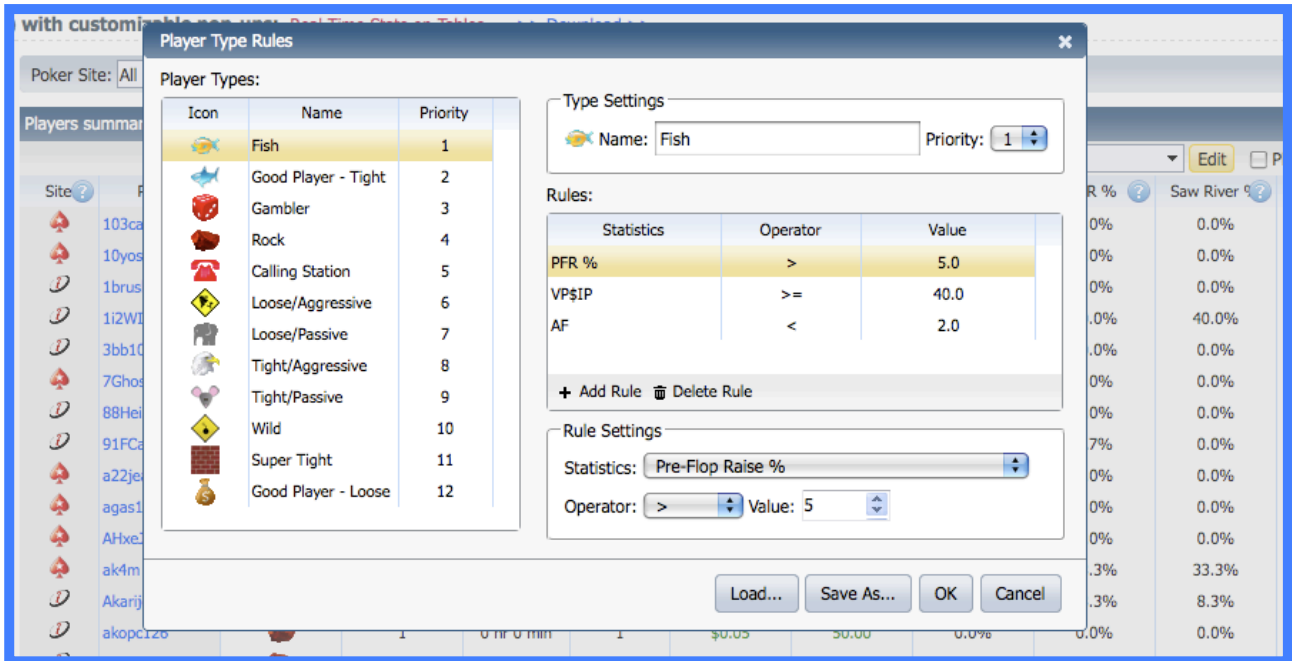 with customizable pop-ups: Real Time Stats on Tables >> Download >>
Player Type Rules
Poker Site: All
Player Types:
Icon Name Priority
Fish 1
Good Player - Tight 2
Gambler 3
Rock 4
Calling Station 5
Loose/Aggressive 6
Loose/Passive 7
Tight/Aggressive 8
Tight/Passive 9
Wild 10
Super Tight 11
Good Player - Loose 12
Type Settings
Name: Fish Priority: 1
Rules:
Statistics Operator Value
PFR % > 5.0
VP$IP >= 40.0
AF < 2.0
Add Rule Delete Rule
Rule Settings
Statistics: Pre-Flop Raise %
Operator: > Value: 5
Load... Save As... OK Cancel
Players summar
Edit P
Site P R % Saw River %
103ca 0% 0.0%
10yos 0% 0.0%
1brus 0% 0.0%
1i2WI .0% 40.0%
3bb10 .0% 0.0%
7Ghos 0% 0.0%
88Hei 0% 0.0%
91FCa 7% 0.0%
a22je 0% 0.0%
agas1 0% 0.0%
AHxeJ 0% 0.0%
ak4m .3% 33.3%
Akarij .3% 8.3%
akopc128 1 0 hr 0 min 1 $0.05 50.00 0.0% 0.0% 0.0%